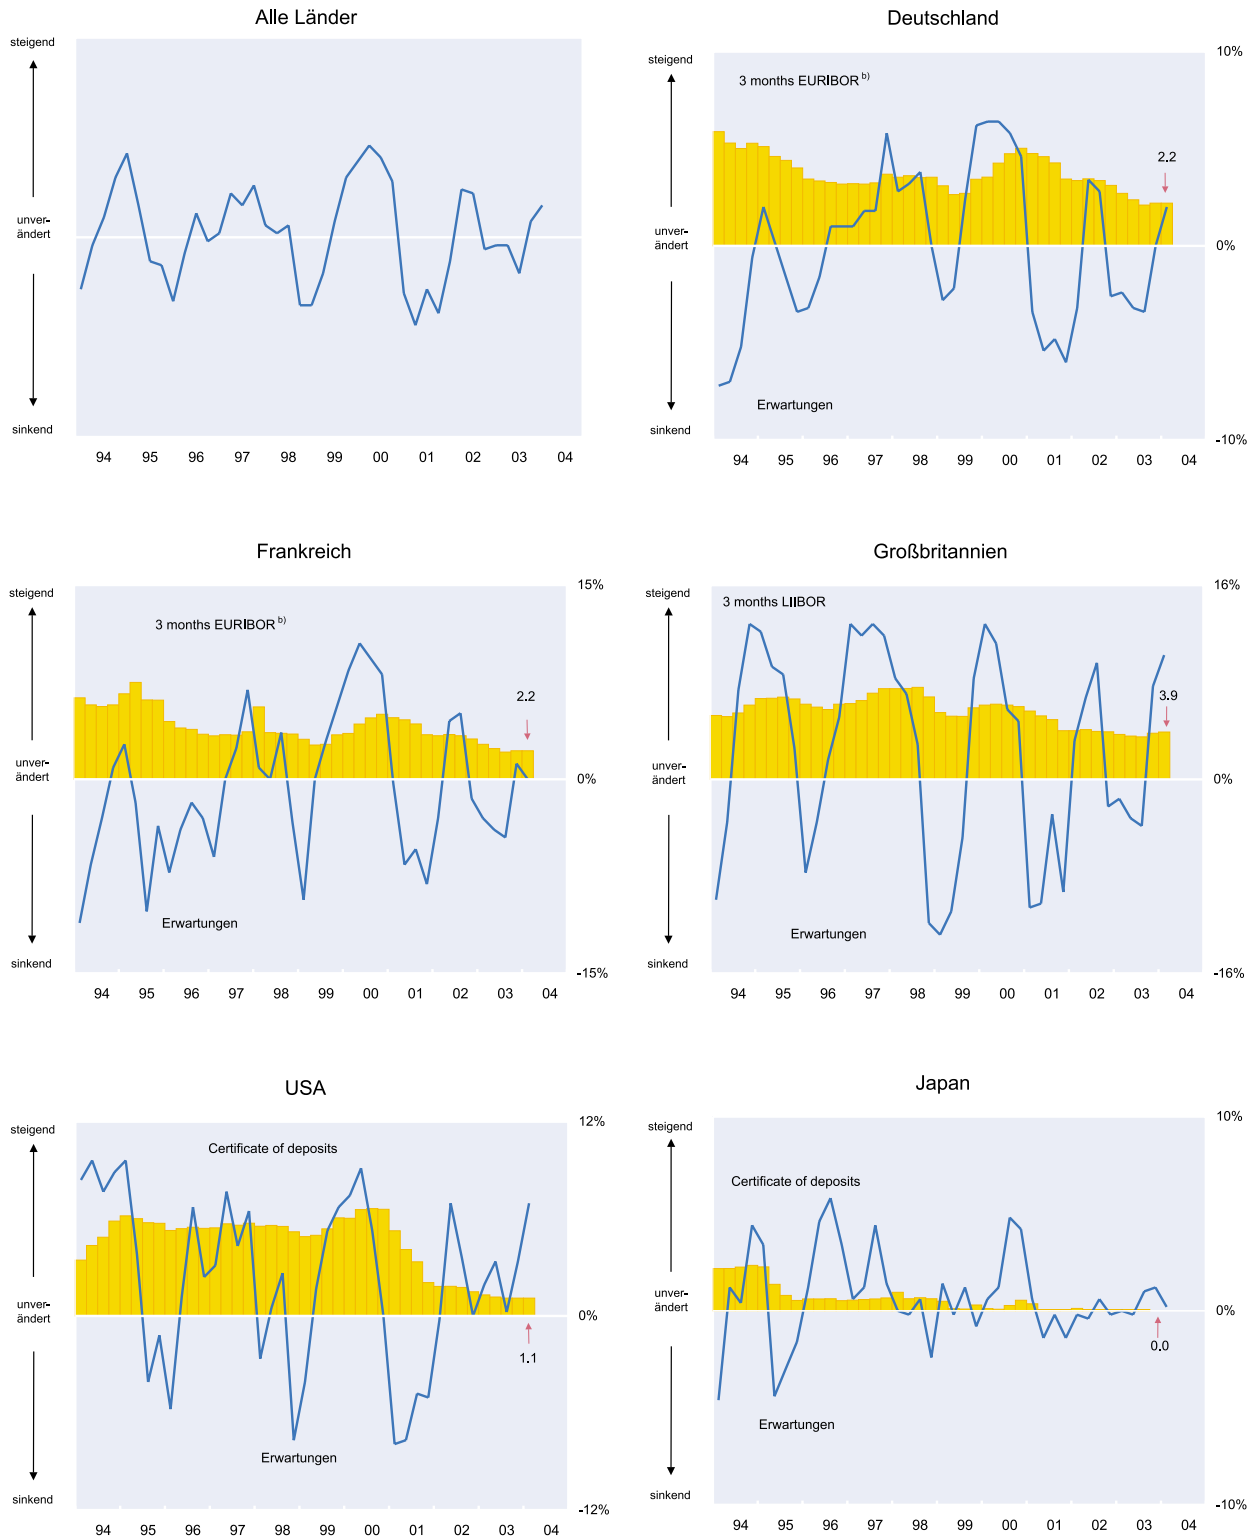 Alle Länder
steigend
unver-
ändert
sinkend
94 95 96 97 98 99 00 01 02 03 04
Deutschland
steigend
10%
3 months EURIBOR b)
2.2
unver-
ändert
0%
Erwartungen
sinkend
-10%
94 95 96 97 98 99 00 01 02 03 04
Frankreich
steigend
15%
3 months EURIBOR b)
2.2
unver-
ändert
0%
Erwartungen
sinkend
-15%
94 95 96 97 98 99 00 01 02 03 04
Großbritannien
steigend
16%
3 months LIIBOR
3.9
unver-
ändert
0%
Erwartungen
sinkend
-16%
94 95 96 97 98 99 00 01 02 03 04
USA
steigend
12%
Certificate of deposits
unver-
ändert
0%
1.1
Erwartungen
sinkend
-12%
94 95 96 97 98 99 00 01 02 03 04
Japan
steigend
10%
Certificate of deposits
unver-
ändert
0%
0.0
Erwartungen
sinkend
-10%
94 95 96 97 98 99 00 01 02 03 04